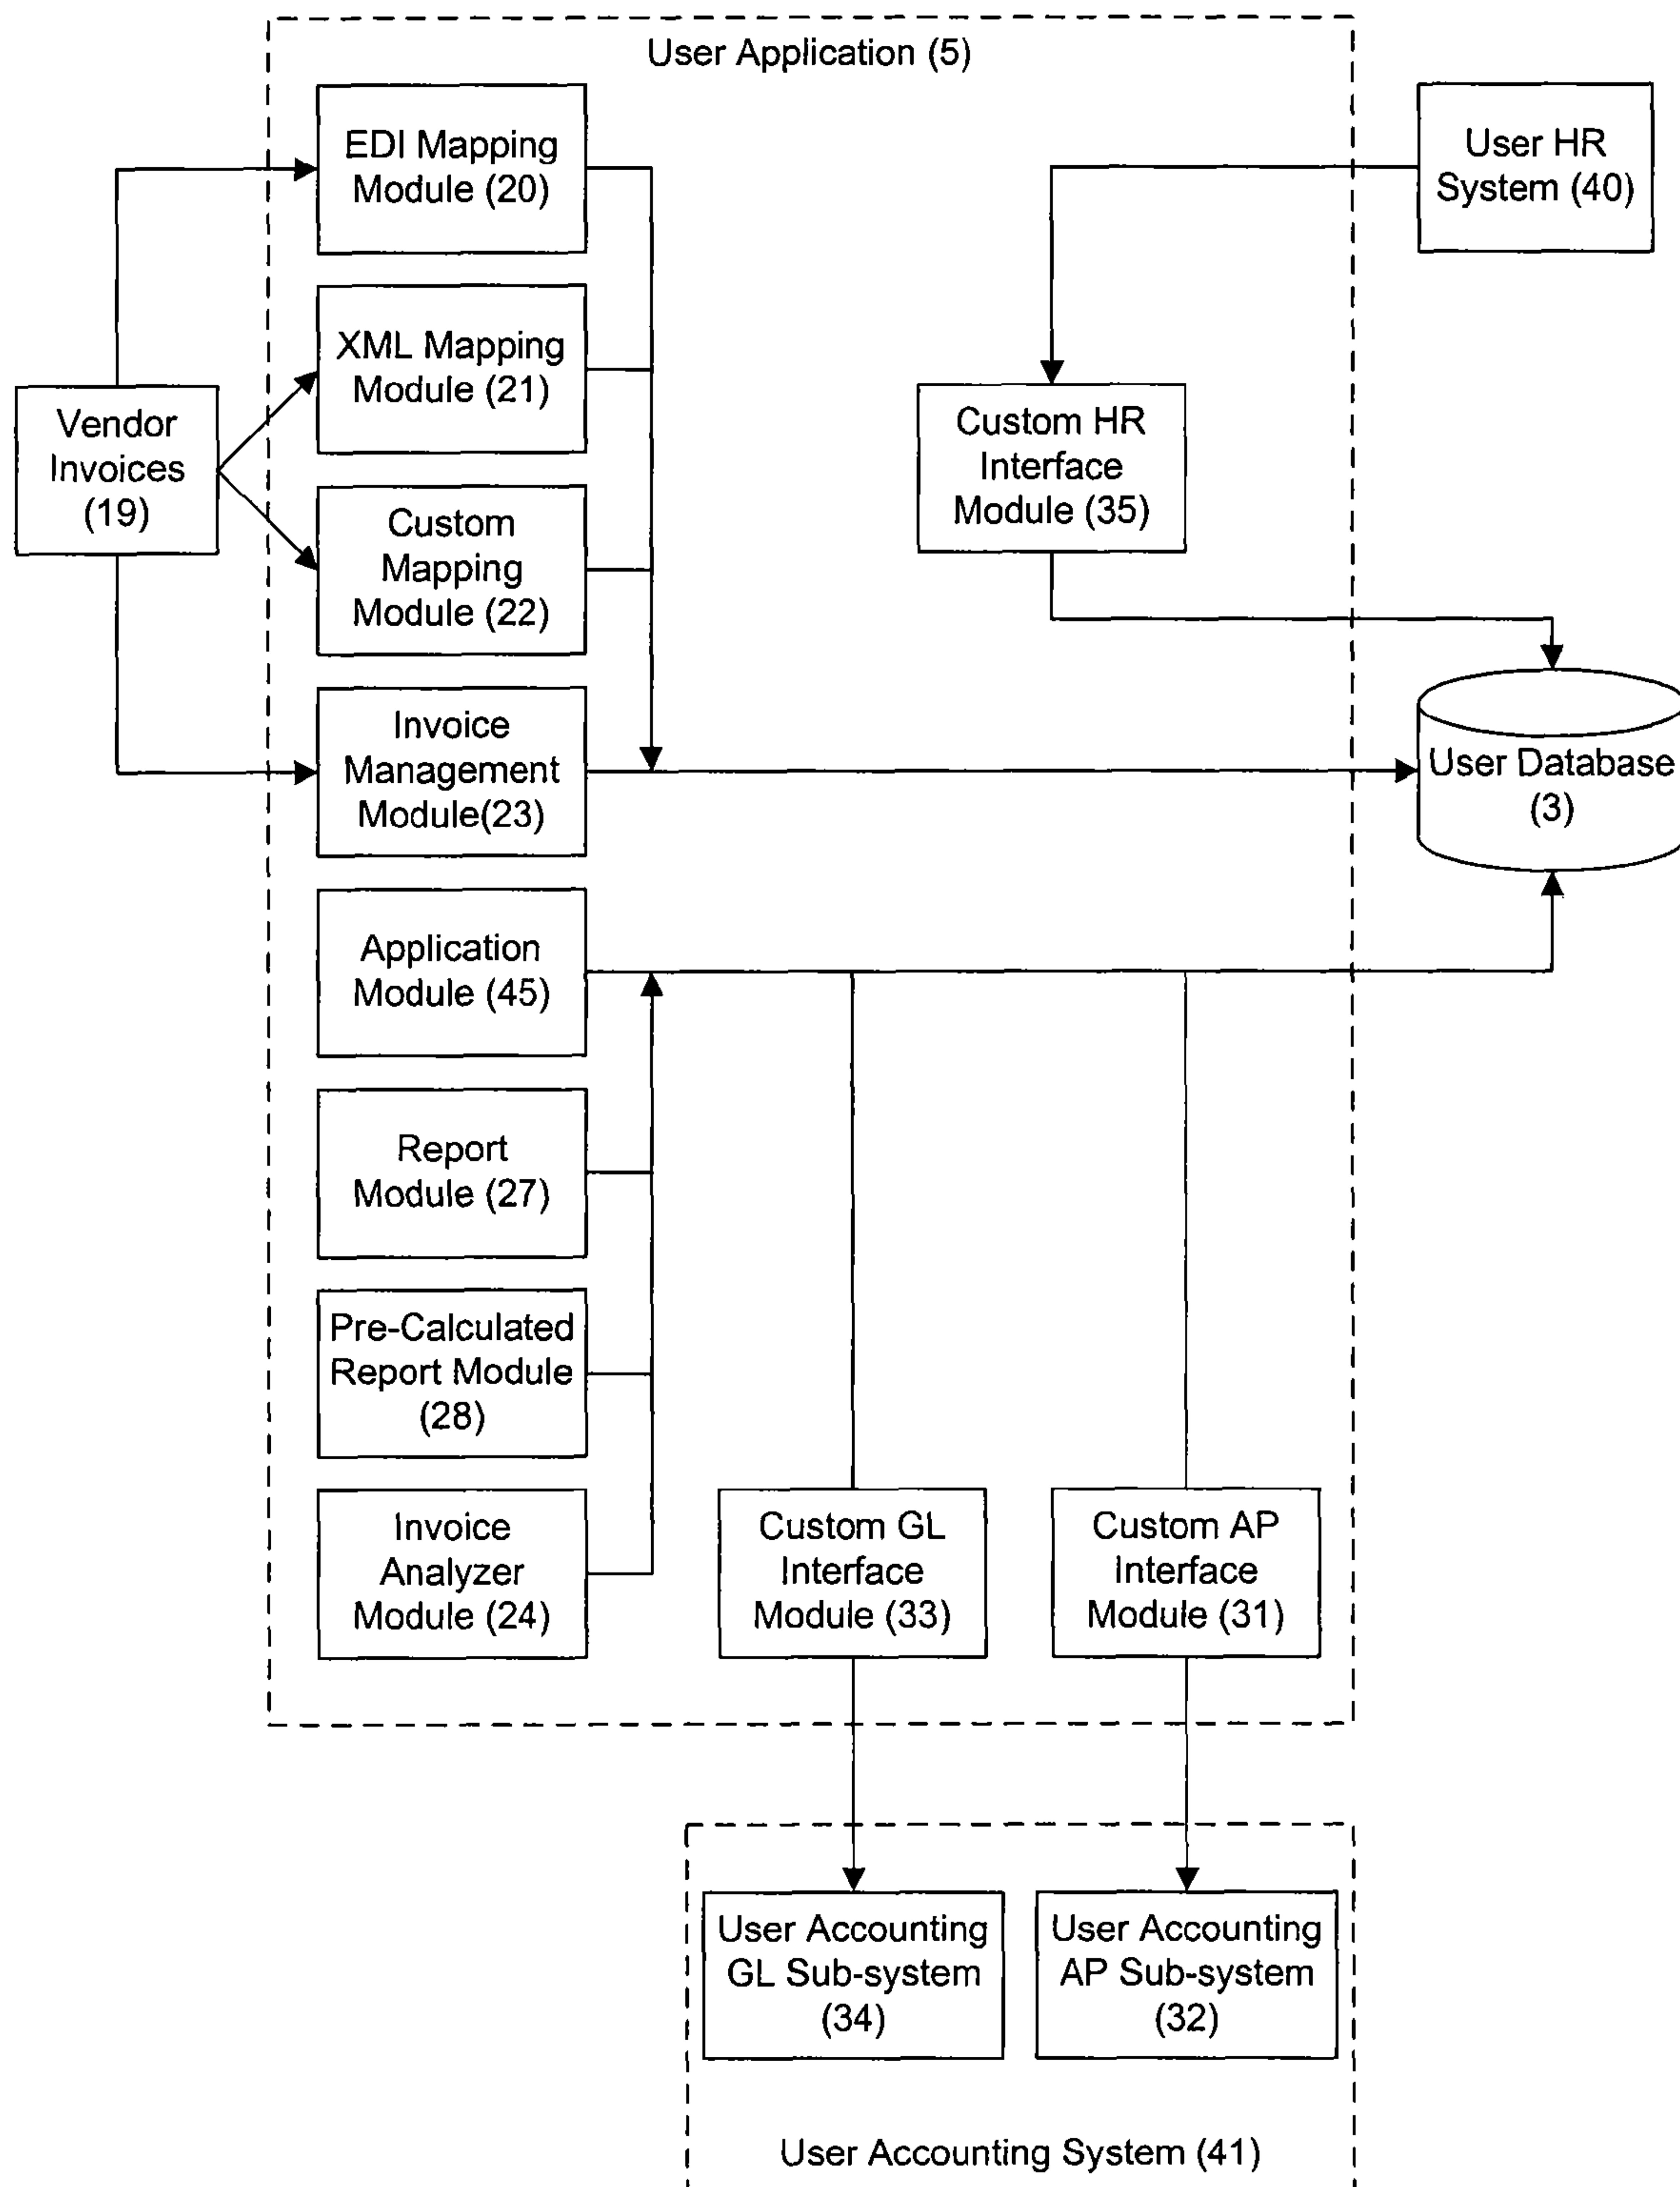 User Application (5)
EDI Mapping
Module (20)
User HR
System (40)
XML Mapping
Module (21)
Vendor
Invoices
(19)
Custom HR
Interface
Module (35)
Custom
Mapping
Module (22)
Invoice
Management
Module(23)
User Database
(3)
Application
Module (45)
Report
Module (27)
Pre-Calculated
Report Module
(28)
Invoice
Analyzer
Module (24)
Custom GL
Interface
Module (33)
Custom AP
Interface
Module (31)
User Accounting
GL Sub-system
(34)
User Accounting
AP Sub-system
(32)
User Accounting System (41)